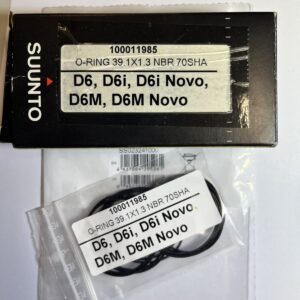 SUUNTO
100011985
O-RING 39.1X1.3 NBR 70SHA
D6, D6i, D6i Novo,
D6M, D6M Novo
SS023241000
100011985
O-RING 39.1X1.3 NBR 70SHA
D6, D6i, D6i Novo,
D6M, D6M Novo